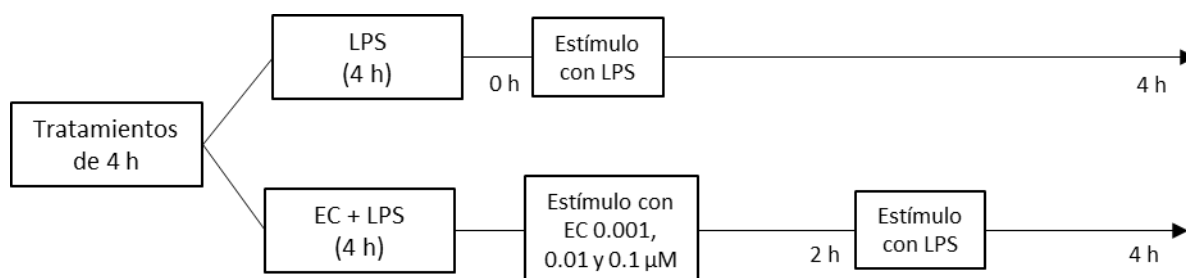 Tratamientos
de 4 h
LPS
(4 h)
0 h
Estímulo
con LPS
4 h
EC + LPS
(4 h)
Estímulo con
EC 0.001,
0.01 y 0.1 µM
2 h
Estímulo
con LPS
4 h